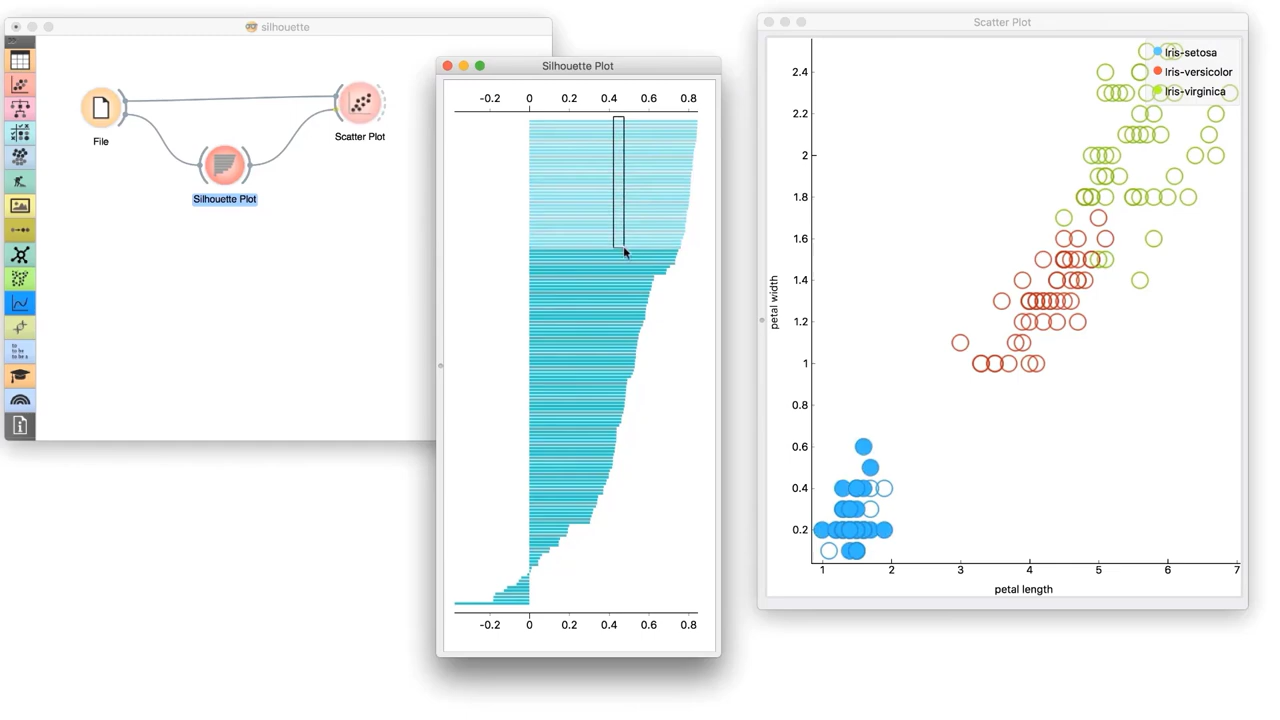 silhouette
File
Silhouette Plot
Scatter Plot
Silhouette Plot
-0.2 0 0.2 0.4 0.6 0.8
-0.2 0 0.2 0.4 0.6 0.8
Scatter Plot
Iris-setosa
Iris-versicolor
Iris-virginica
2.4
2.2
2
1.8
1.6
1.4
1.2
1
0.8
0.6
0.4
0.2
petal width
1 2 3 4 5 6 7
petal length